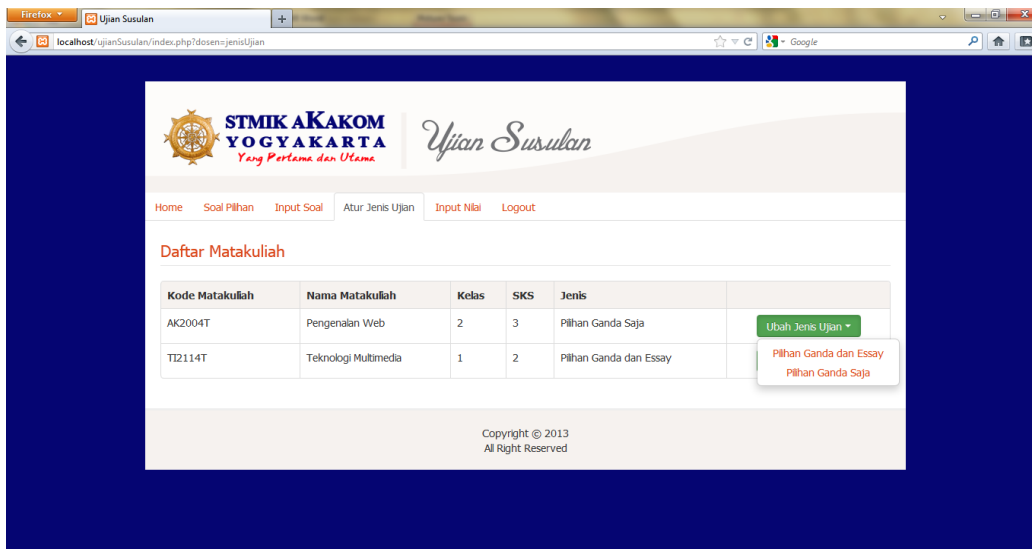 Firefox
Ujian Susulan
localhost/ujianSusulan/index.php?dosen=jenisUjian
Google
STMIK AKAKOM
YOGYAKARTA
Yang Pertama dan Utama
Ujian Susulan
Home Soal Pilihan Input Soal Atur Jenis Ujian Input Nilai Logout
Daftar Matakuliah
Kode Matakuliah Nama Matakuliah Kelas SKS Jenis
AK2004T Pengenalan Web 2 3 Pilihan Ganda Saja Ubah Jenis Ujian
TI2114T Teknologi Multimedia 1 2 Pilihan Ganda dan Essay
Pilihan Ganda dan Essay
Pilihan Ganda Saja
Copyright © 2013
All Right Reserved